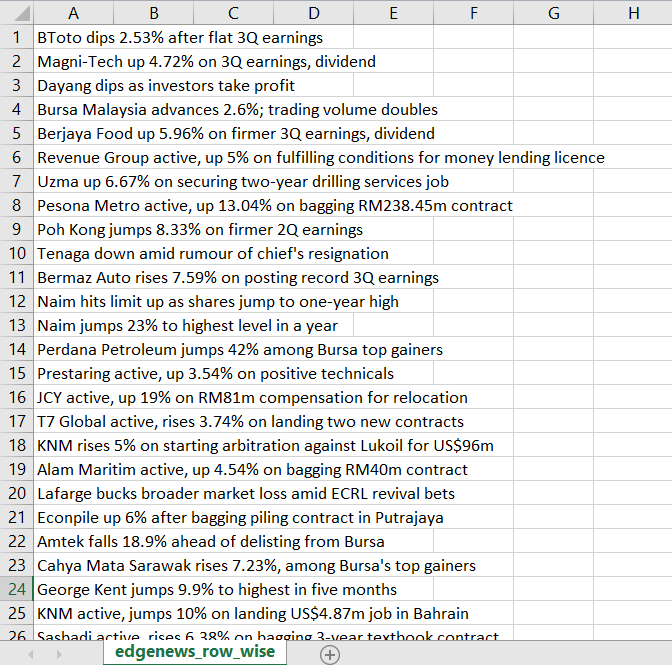 A B C D E F G H
1 BToto dips 2.53% after flat 3Q earnings
2 Magni-Tech up 4.72% on 3Q earnings, dividend
3 Dayang dips as investors take profit
4 Bursa Malaysia advances 2.6%; trading volume doubles
5 Berjaya Food up 5.96% on firmer 3Q earnings, dividend
6 Revenue Group active, up 5% on fulfilling conditions for money lending licence
7 Uzma up 6.67% on securing two-year drilling services job
8 Pesona Metro active, up 13.04% on bagging RM238.45m contract
9 Poh Kong jumps 8.33% on firmer 2Q earnings
10 Tenaga down amid rumour of chief's resignation
11 Bermaz Auto rises 7.59% on posting record 3Q earnings
12 Naim hits limit up as shares jump to one-year high
13 Naim jumps 23% to highest level in a year
14 Perdana Petroleum jumps 42% among Bursa top gainers
15 Prestaring active, up 3.54% on positive technicals
16 JCY active, up 19% on RM81m compensation for relocation
17 T7 Global active, rises 3.74% on landing two new contracts
18 KNM rises 5% on starting arbitration against Lukoil for US$96m
19 Alam Maritim active, up 4.54% on bagging RM40m contract
20 Lafarge bucks broader market loss amid ECRL revival bets
21 Econpile up 6% after bagging piling contract in Putrajaya
22 Amtek falls 18.9% ahead of delisting from Bursa
23 Cahya Mata Sarawak rises 7.23%, among Bursa's top gainers
24 George Kent jumps 9.9% to highest in five months
25 KNM active, jumps 10% on landing US$4.87m job in Bahrain
26 Sasbadi active, rises 6.38% on bagging 3-year textbook contract
edgenews_row_wise